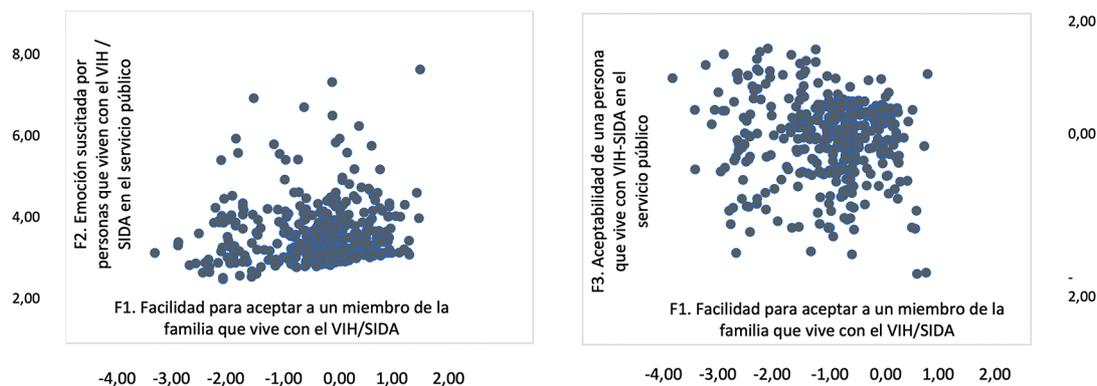 8,00
6,00
4,00
2,00
F2. Emoción suscitada por
personas que viven con el VIH /
SIDA en el servicio público
F1. Facilidad para aceptar a un miembro de la
familia que vive con el VIH/SIDA
-4,00 -3,00 -2,00 -1,00 0,00 1,00 2,00
F3. Aceptabilidad de una persona
que vive con VIH-SIDA en el
servicio público
F1. Facilidad para aceptar a un miembro de la
familia que vive con el VIH/SIDA
-4,00 -3,00 -2,00 -1,00 0,00 1,00 2,00
2,00
0,00
-
2,00